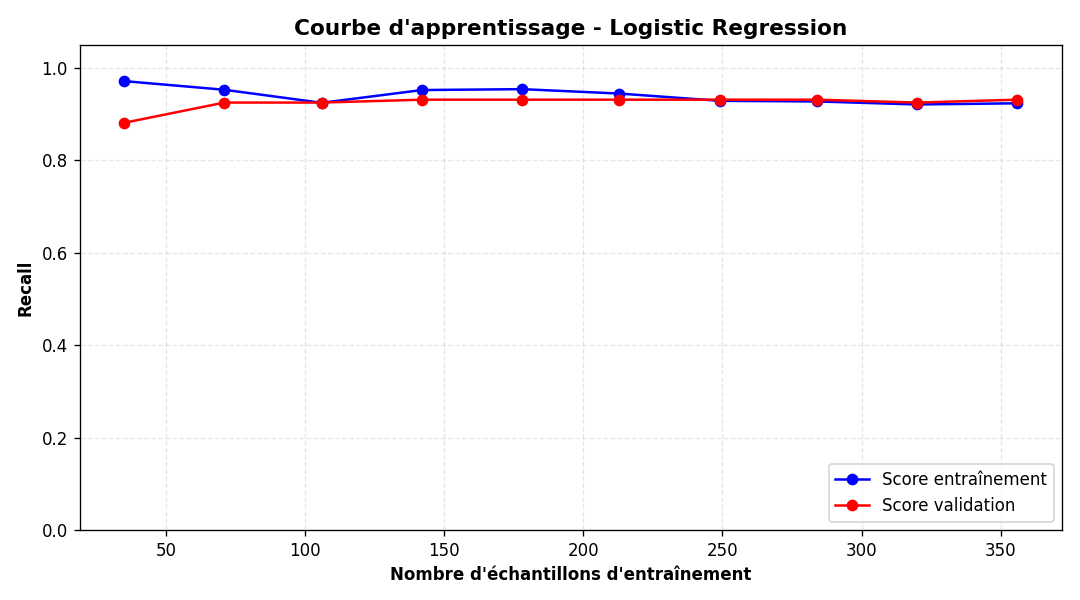 Courbe d'apprentissage - Logistic Regression
1.0
0.8
0.6
0.4
0.2
0.0
Recall
50
100
150
200
250
300
350
Nombre d'échantillons d'entraînement
Score entraînement
Score validation